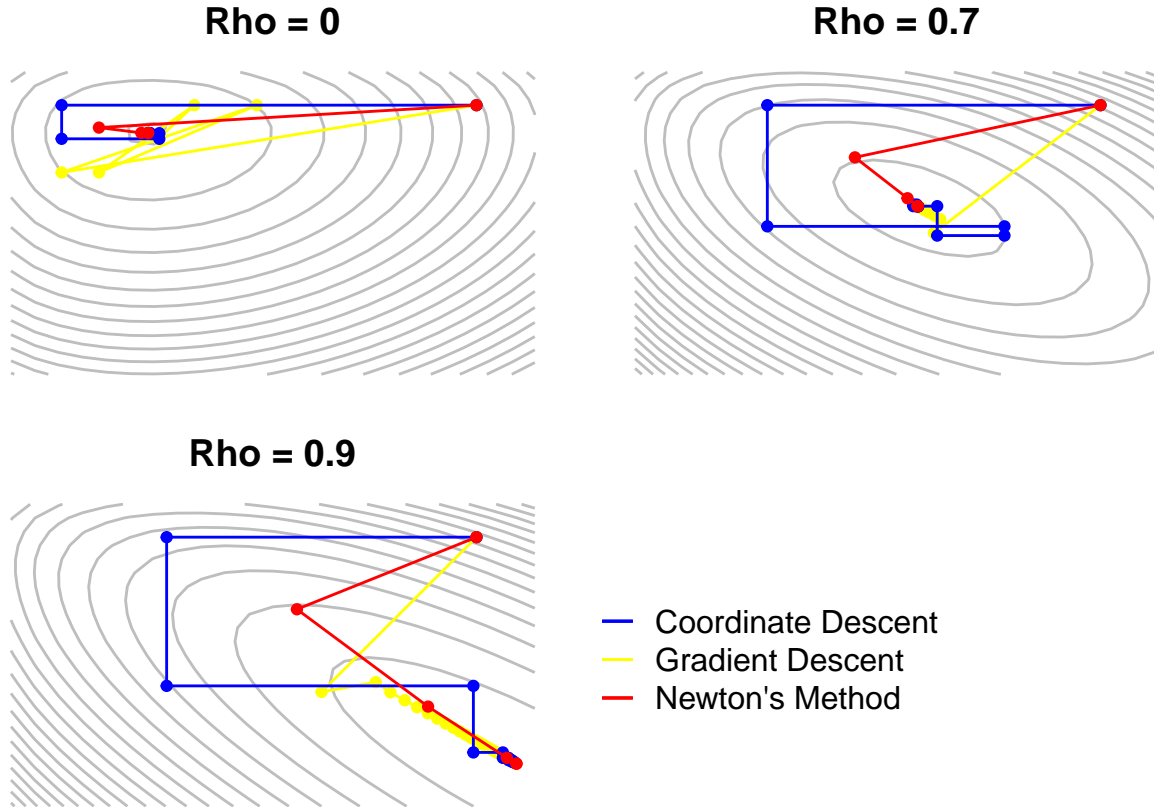 Rho = 0
Rho = 0.7
Rho = 0.9
Coordinate Descent
Gradient Descent
Newton's Method